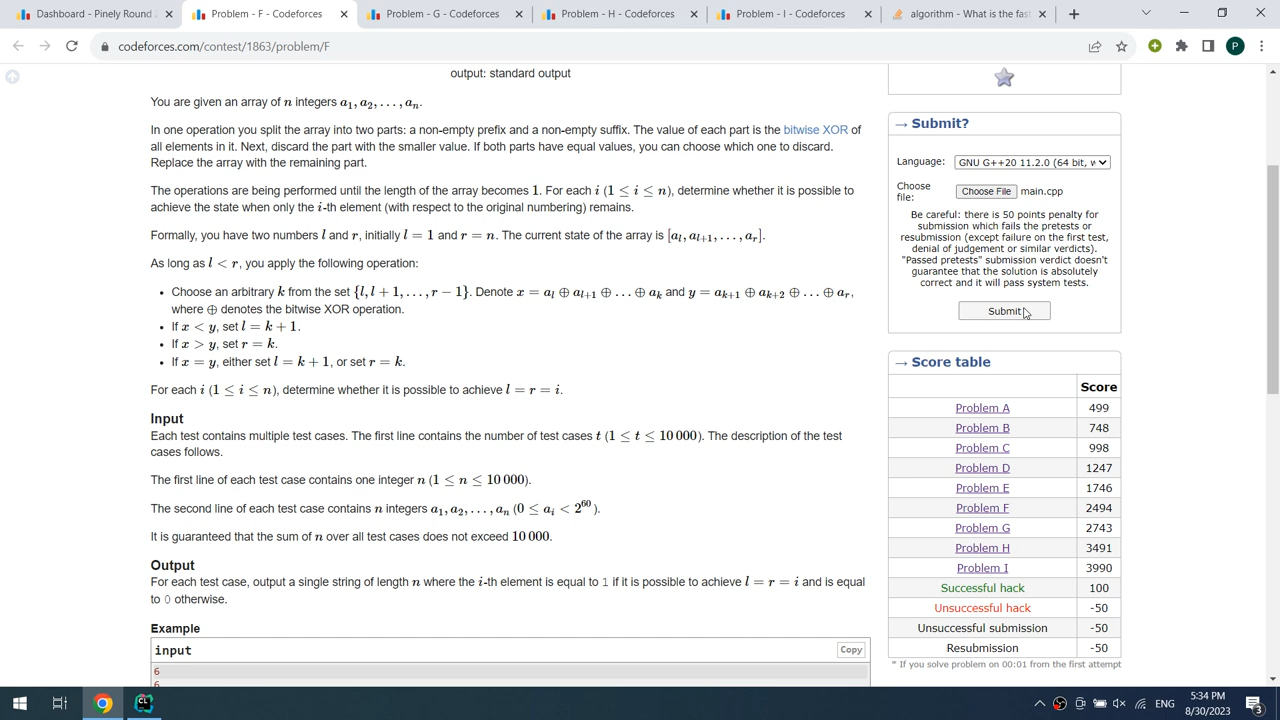 Dashboard - Pinely Round 2
Problem - F - Codeforces
Problem - G - Codeforces
Problem - H - Codeforces
Problem - I - Codeforces
algorithm - What is the fas
codeforces.com/contest/1863/problem/F
P
output: standard output
You are given an array of n integers a₁, a₂, . . . , aₙ.
In one operation you split the array into two parts: a non-empty prefix and a non-empty suffix. The value of each part is the bitwise XOR of
all elements in it. Next, discard the part with the smaller value. If both parts have equal values, you can choose which one to discard.
Replace the array with the remaining part.
The operations are being performed until the length of the array becomes 1. For each i (1 ≤ i ≤ n), determine whether it is possible to
achieve the state when only the i-th element (with respect to the original numbering) remains.
Formally, you have two numbers l and r, initially l = 1 and r = n. The current state of the array is [aₗ, aₗ₊₁, . . . , aᵣ].
As long as l < r, you apply the following operation:
• Choose an arbitrary k from the set {l, l + 1, . . . , r − 1}. Denote x = aₗ ⊕ aₗ₊₁ ⊕ . . . ⊕ aₖ and y = aₖ₊₁ ⊕ aₖ₊₂ ⊕ . . . ⊕ aᵣ,
where ⊕ denotes the bitwise XOR operation.
• If x < y, set l = k + 1.
• If x > y, set r = k.
• If x = y, either set l = k + 1, or set r = k.
For each i (1 ≤ i ≤ n), determine whether it is possible to achieve l = r = i.
Input
Each test contains multiple test cases. The first line contains the number of test cases t (1 ≤ t ≤ 10 000). The description of the test
cases follows.
The first line of each test case contains one integer n (1 ≤ n ≤ 10 000).
The second line of each test case contains n integers a₁, a₂, . . . , aₙ (0 ≤ aᵢ < 2⁶⁰).
It is guaranteed that the sum of n over all test cases does not exceed 10 000.
Output
For each test case, output a single string of length n where the i-th element is equal to 1 if it is possible to achieve l = r = i and is equal
to 0 otherwise.
Example
input
Copy
6
6
→ Submit?
Language:
GNU G++20 11.2.0 (64 bit, w
Choose
file:
Choose File main.cpp
Be careful: there is 50 points penalty for
submission which fails the pretests or
resubmission (except failure on the first test,
denial of judgement or similar verdicts).
"Passed pretests" submission verdict doesn't
guarantee that the solution is absolutely
correct and it will pass system tests.
Submit
→ Score table
Score
Problem A 499
Problem B 748
Problem C 998
Problem D 1247
Problem E 1746
Problem F 2494
Problem G 2743
Problem H 3491
Problem I 3990
Successful hack 100
Unsuccessful hack -50
Unsuccessful submission -50
Resubmission -50
* If you solve problem on 00:01 from the first attempt
CL
ENG
5:34 PM
8/30/2023
3